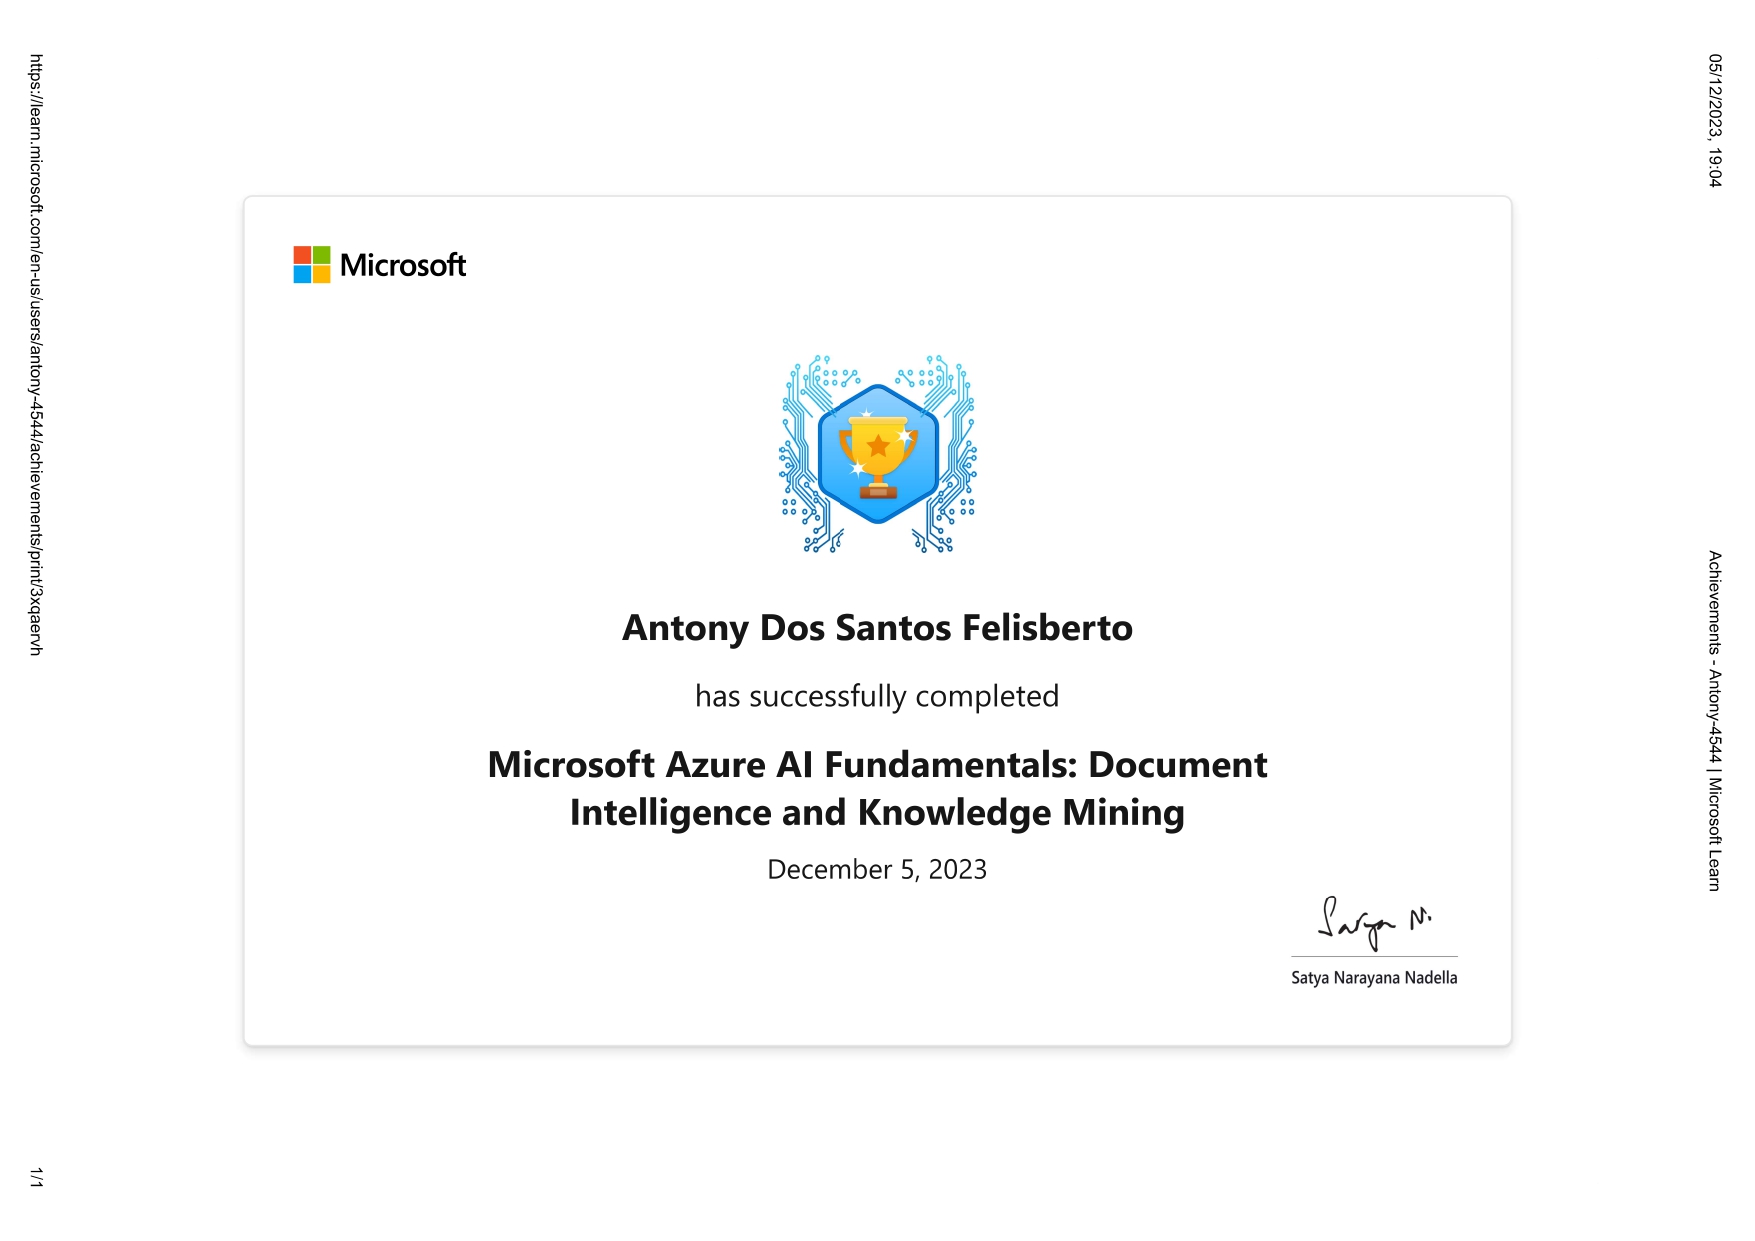 05/12/2023, 19:04
Achievements - Antony-4544 | Microsoft Learn
Microsoft
Antony Dos Santos Felisberto
has successfully completed
Microsoft Azure AI Fundamentals: Document
Intelligence and Knowledge Mining
December 5, 2023
Satya N.
Satya Narayana Nadella
https://learn.microsoft.com/en-us/users/antony-4544/achievements/print/3xqaervh
1/1